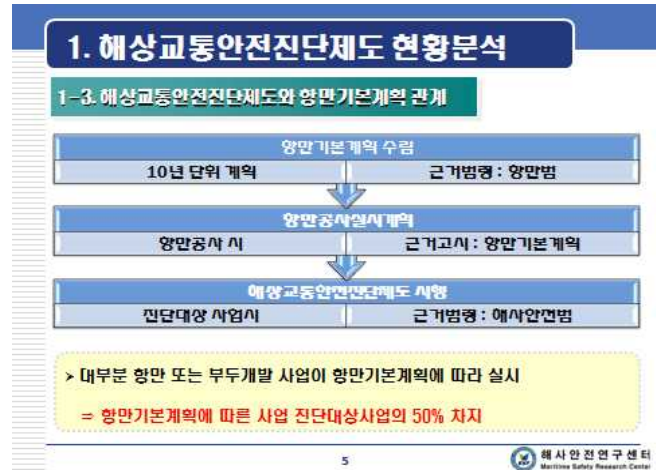 1. 해상교통안전진단제도 현황분석
1-3. 해상교통안전진단제도와 항만기본계획 관계
항만기본계획 수립
10년 단위 계획
근거법령 : 항만법
항만공사실시계획
항만공사 시
근거고시 : 항만기본계획
해상교통안전진단제도 시행
진단대상 사업시
근거법령 : 해사안전법
➢ 대부분 항만 또는 부두개발 사업이 항만기본계획에 따라 실시
⇒ 항만기본계획에 따른 사업 진단대상사업의 50% 차지
5
해사안전연구센터
Maritime Safety Research Center